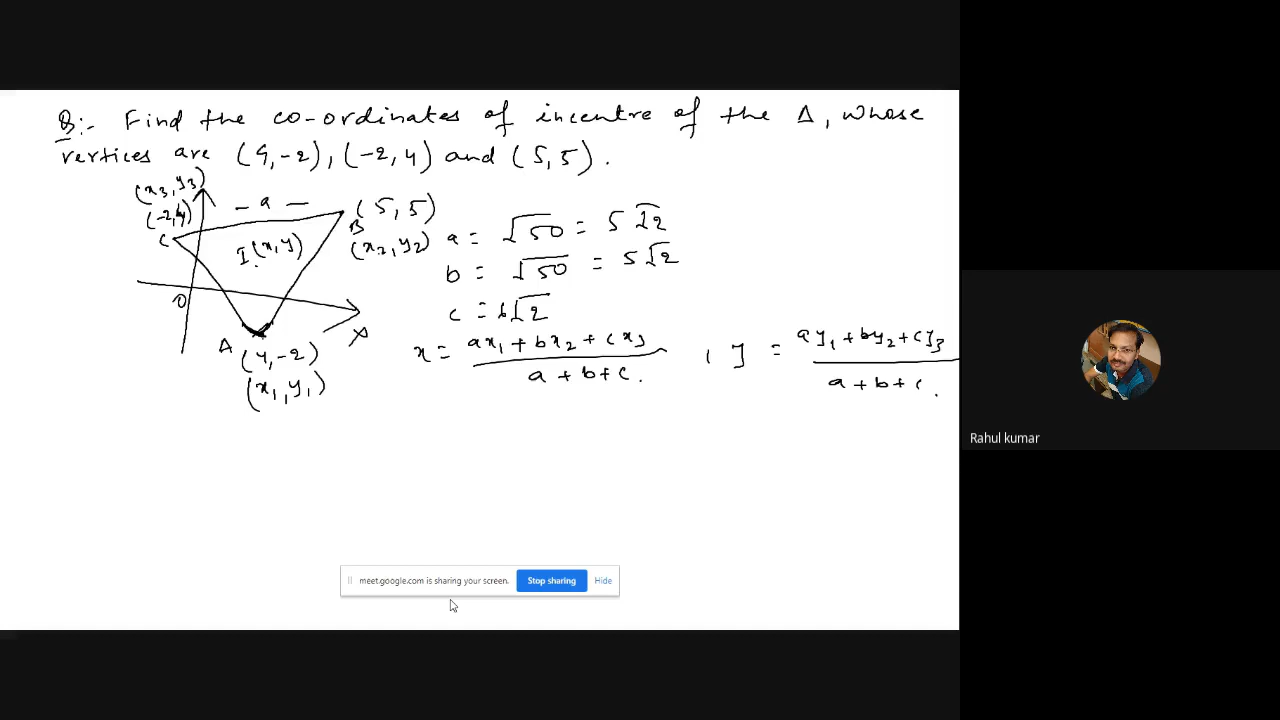 Q:- Find the co-ordinates of incentre of the Δ, whose
vertices are (4,-2), (-2,4) and (5,5).
(x₃,y₃)
(-2,4)
- a -
(5,5)
C
B
(x₂,y₂)
I(x,y)
O
X
A (4,-2)
(x₁,y₁)
a = √50 = 5√2
b = √50 = 5√2
c = 6√2
x = ax₁+bx₂+cx₃ / a+b+c. , y = ay₁+by₂+cy₃ / a+b+c.
meet.google.com is sharing your screen. Stop sharing Hide
Rahul kumar